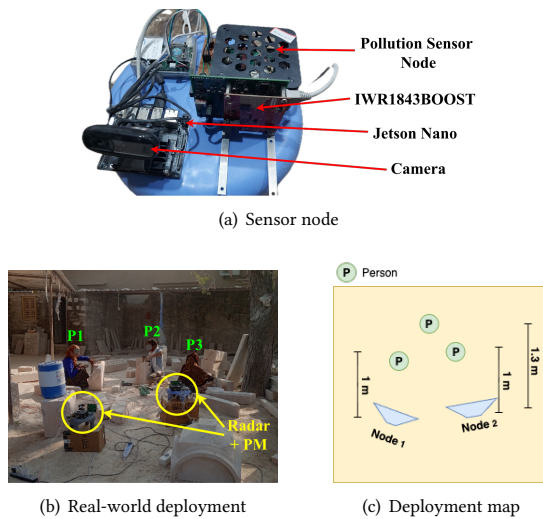 Pollution Sensor
Node
IWR1843BOOST
Jetson Nano
Camera
(a) Sensor node
P1
P2
P3
Radar
+ PM
(b) Real-world deployment
P Person
P
P
P
1 m
1 m
1.3 m
Node 1
Node 2
(c) Deployment map